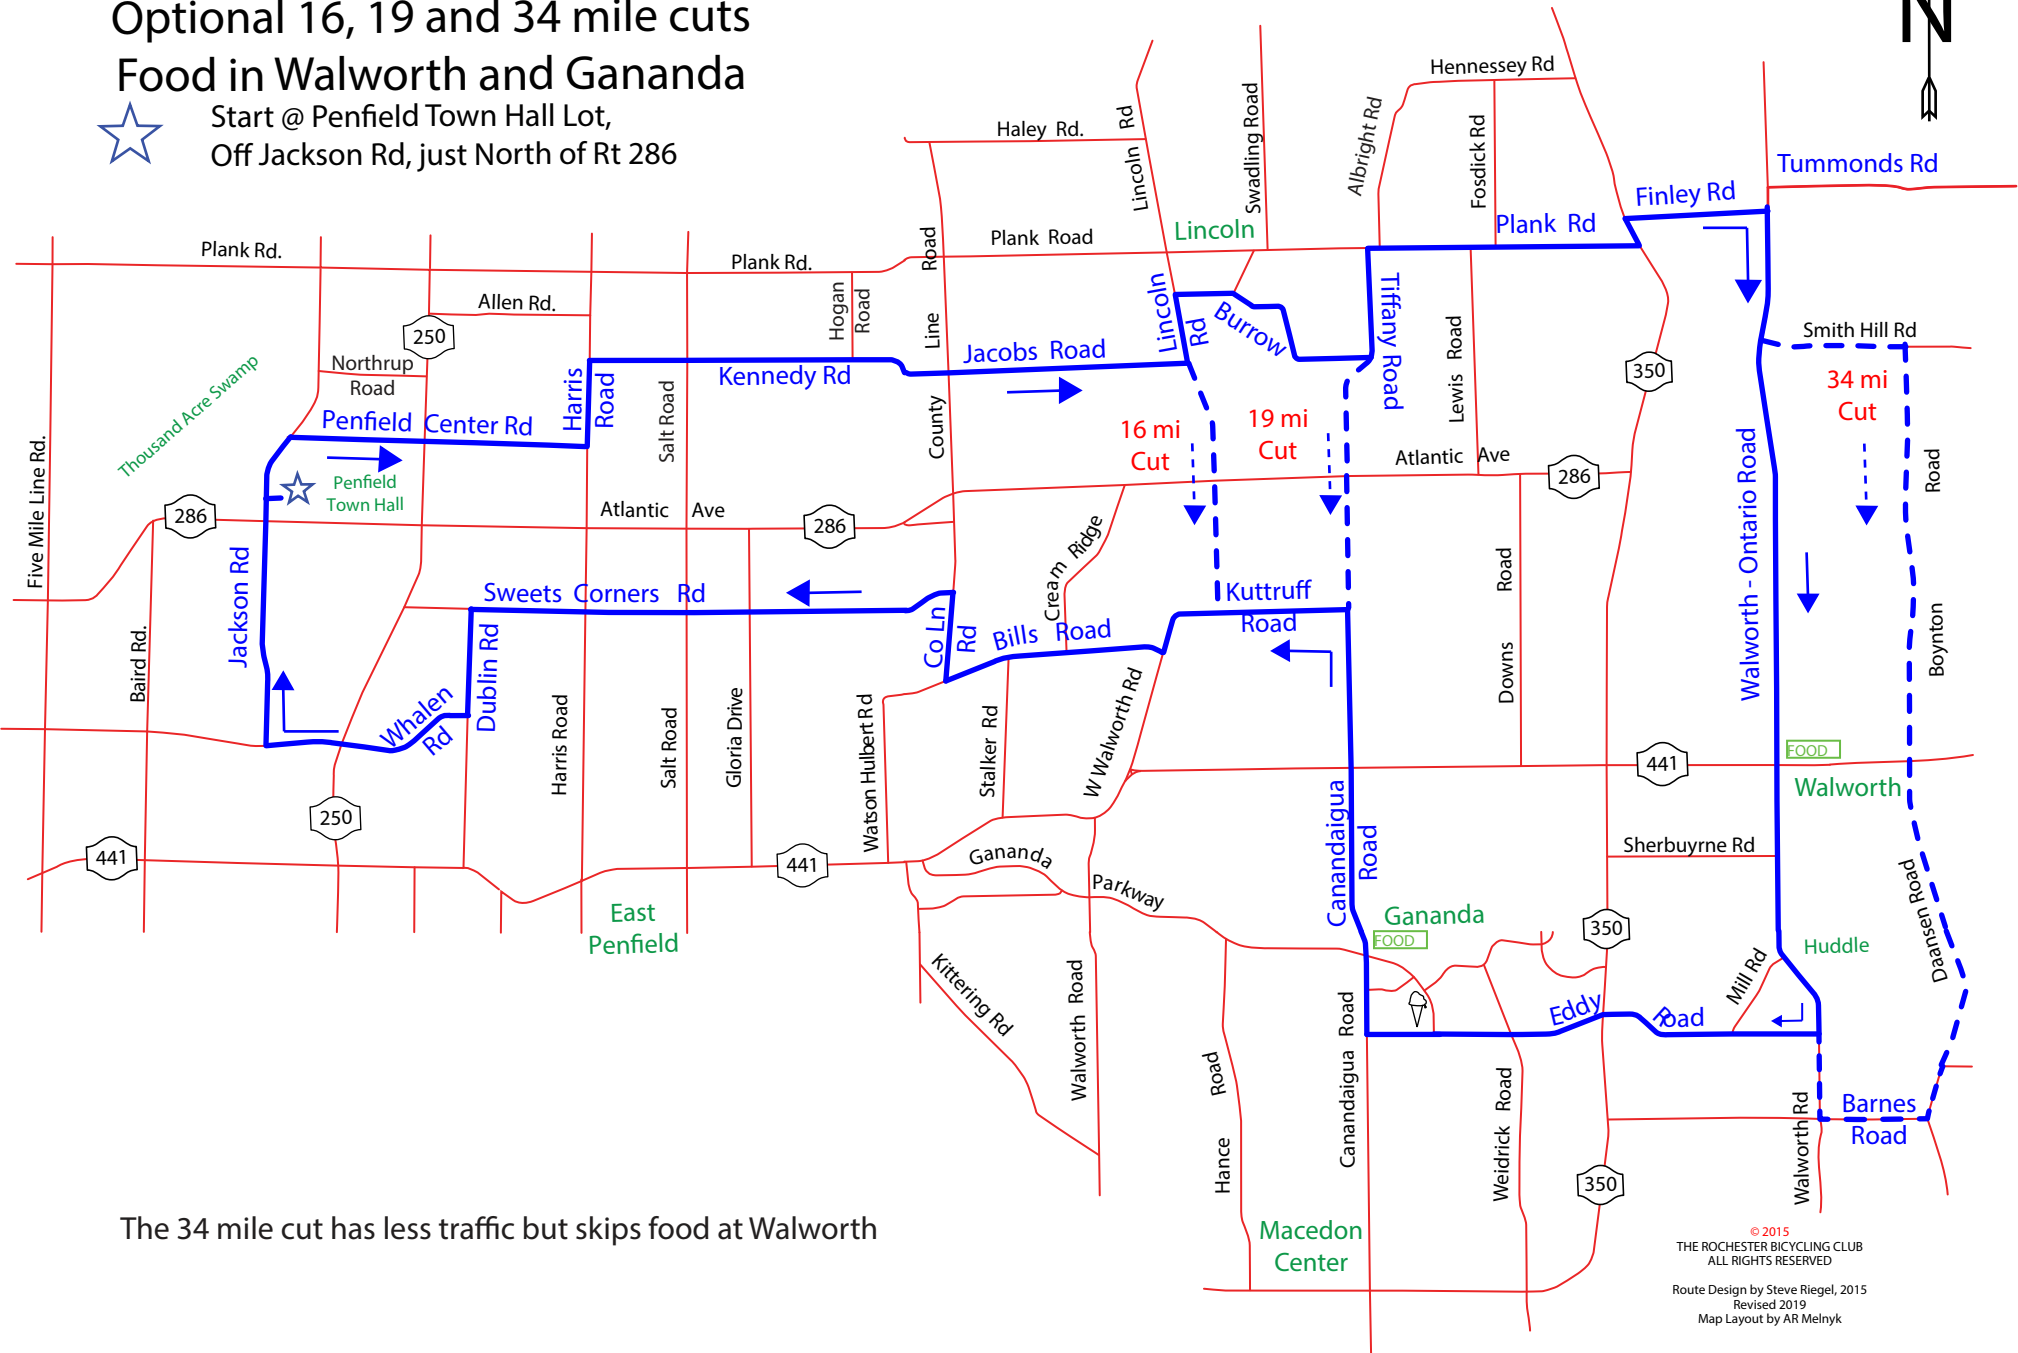 Optional 16, 19 and 34 mile cuts
Food in Walworth and Gananda
Start @ Penfield Town Hall Lot,
Off Jackson Rd, just North of Rt 286
N
Hennessey Rd
Haley Rd.
Lincoln Rd
Swadling Road
Albright Rd
Fosdick Rd
Tummonds Rd
Finley Rd
Plank Rd
Lincoln
Plank Road
Plank Rd.
Plank Rd.
Allen Rd.
250
Hogan
Road
County Line Road
Lincoln
Rd
Burrow
Tiffany Road
Lewis Road
350
Smith Hill Rd
34 mi
Cut
Northrup
Road
Thousand Acre Swamp
Jacobs Road
Kennedy Rd
Harris
Road
Salt Road
Penfield Center Rd
16 mi
Cut
19 mi
Cut
Atlantic Ave
286
Five Mile Line Rd.
Penfield
Town Hall
286
Atlantic Ave
286
Cream Ridge
Downs Road
Walworth - Ontario Road
Boynton Road
Jackson Rd
Sweets Corners Rd
Kuttruff
Road
Co Ln
Rd
Bills Road
Baird Rd.
Dublin Rd
Whalen
Rd
Harris Road
Salt Road
Gloria Drive
Watson Hulbert Rd
Stalker Rd
W Walworth Rd
441
FOOD
Walworth
250
441
441
Canandaigua
Road
Sherbuyrne Rd
Gananda
Parkway
East
Penfield
Gananda
FOOD
350
Huddle
Daansen Road
Mill Rd
Kittering Rd
Walworth Road
Eddy Road
Hance Road
Canandaigua Road
Weidrick Road
Walworth Rd
Barnes
Road
350
Macedon
Center
The 34 mile cut has less traffic but skips food at Walworth
© 2015
THE ROCHESTER BICYCLING CLUB
ALL RIGHTS RESERVED
Route Design by Steve Riegel, 2015
Revised 2019
Map Layout by AR Melnyk